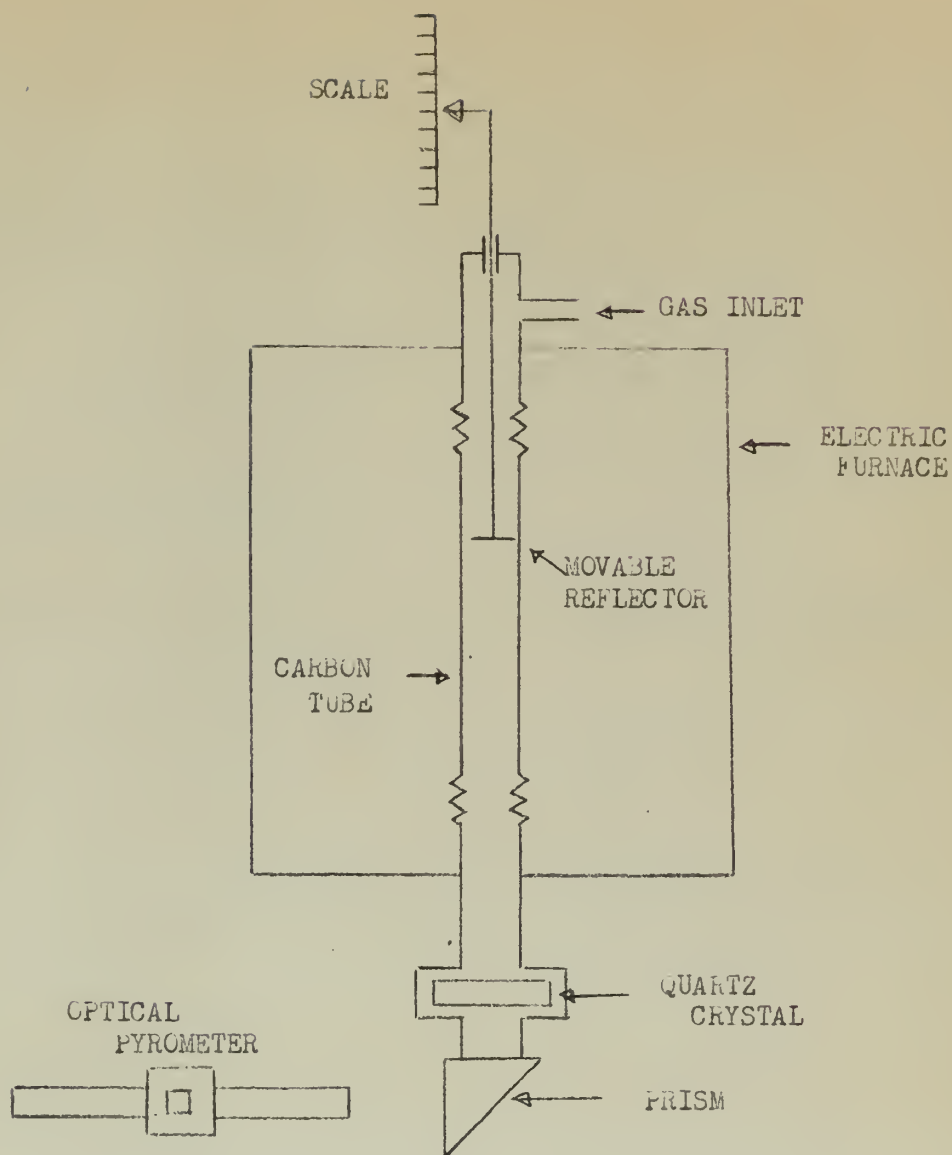 SCALE
GAS INLET
ELECTRIC
FURNACE
MOVABLE
REFLECTOR
CARBON
TUBE
QUARTZ
CRYSTAL
OPTICAL
PYROMETER
PRISM